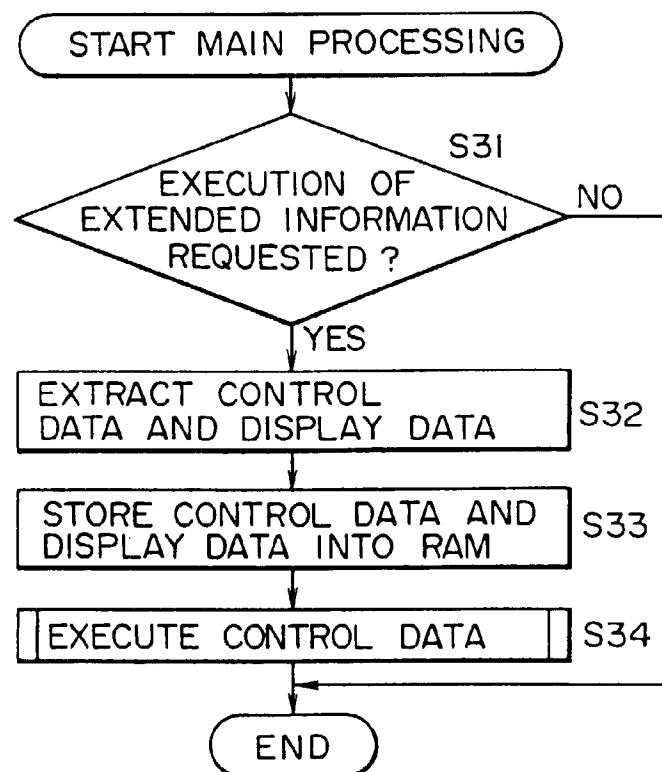 START MAIN PROCESSING
S31
EXECUTION OF
EXTENDED INFORMATION
REQUESTED ?
NO
YES
EXTRACT CONTROL
DATA AND DISPLAY DATA
S32
STORE CONTROL DATA AND
DISPLAY DATA INTO RAM
S33
EXECUTE CONTROL DATA
S34
END